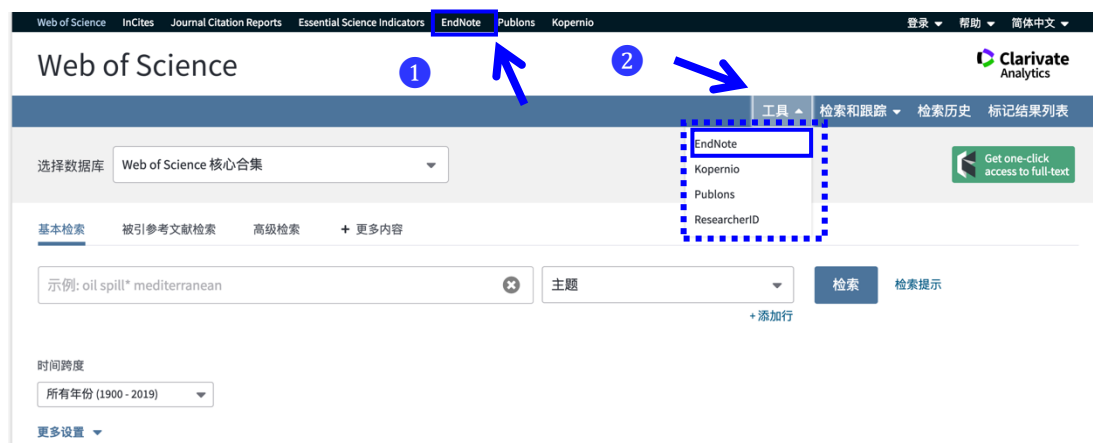 Web of Science InCites Journal Citation Reports Essential Science Indicators EndNote Publons Kopernio 登录 帮助 简体中文
Web of Science
1
2
Clarivate
Analytics
工具 检索和跟踪 检索历史 标记结果列表
EndNote
Kopernio
Publons
ResearcherID
选择数据库 Web of Science 核心合集
Get one-click
access to full-text
基本检索 被引参考文献检索 高级检索 + 更多内容
示例: oil spill* mediterranean 主题 检索 检索提示
+ 添加行
时间跨度
所有年份 (1900 - 2019)
更多设置